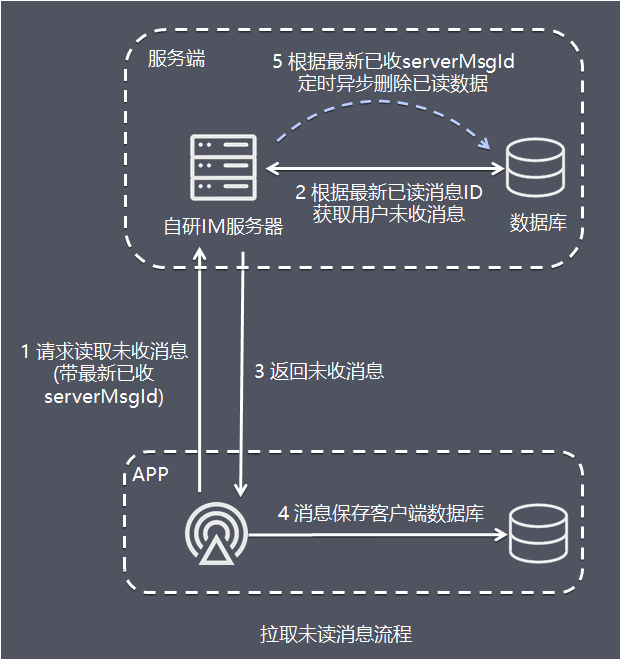 服务端
5 根据最新已收serverMsgId
定时异步删除已读数据
2 根据最新已读消息ID
获取用户未收消息
自研IM服务器
数据库
1 请求读取未收消息
(带最新已收
serverMsgId)
3 返回未收消息
APP
4 消息保存客户端数据库
拉取未读消息流程